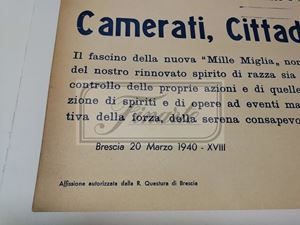 Camerati, Cittad
Il fascino della nuova "Mille Miglia„ non
del nostro rinnovato spirito di razza sia
controllo delle proprie azioni e di quelle
zione di spiriti e di opere ad eventi ma
tiva della forza, della serena consapevo
Brescia 20 Marzo 1940 - XVIII
Affissione autorizzata dalla R. Questura di Brescia